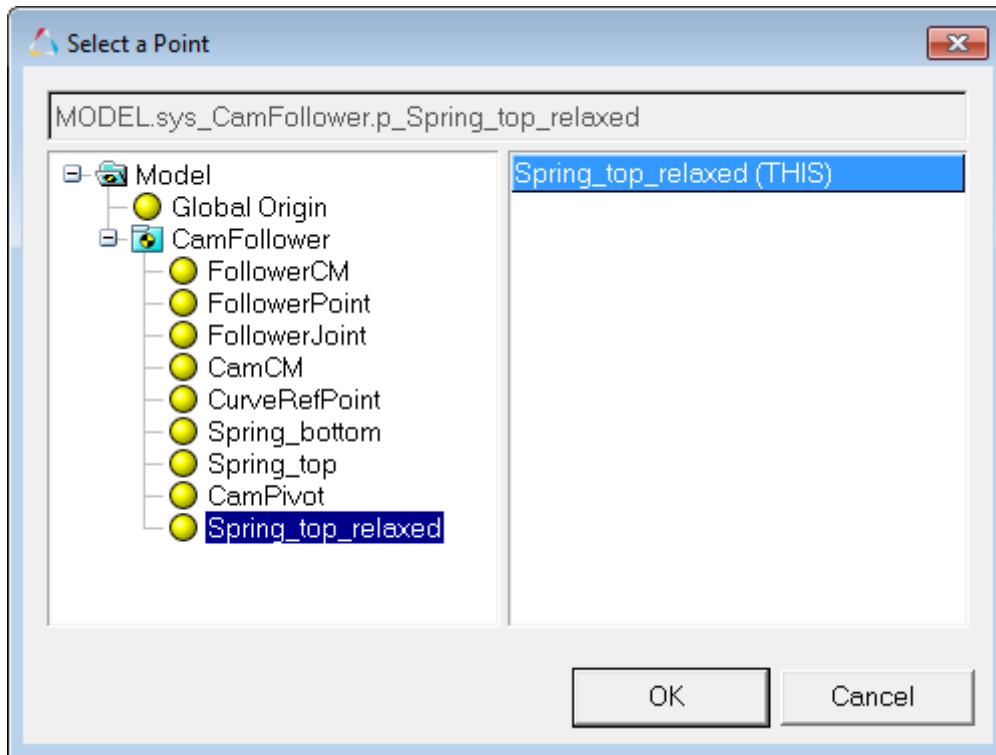 Select a Point
MODEL.sys_CamFollower.p_Spring_top_relaxed
Model
Spring_top_relaxed (THIS)
Global Origin
CamFollower
FollowerCM
FollowerPoint
FollowerJoint
CamCM
CurveRefPoint
Spring_bottom
Spring_top
CamPivot
Spring_top_relaxed
OK
Cancel